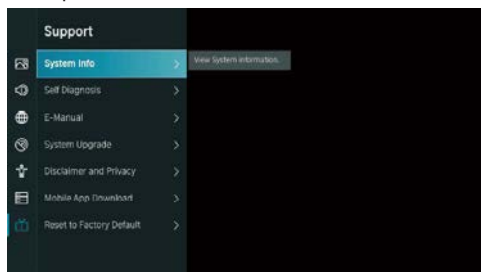 Support
System Info
View System information.
Self Diagnosis
E-Manual
System Upgrade
Disclaimer and Privacy
Mobile App Download
Reset to Factory Default